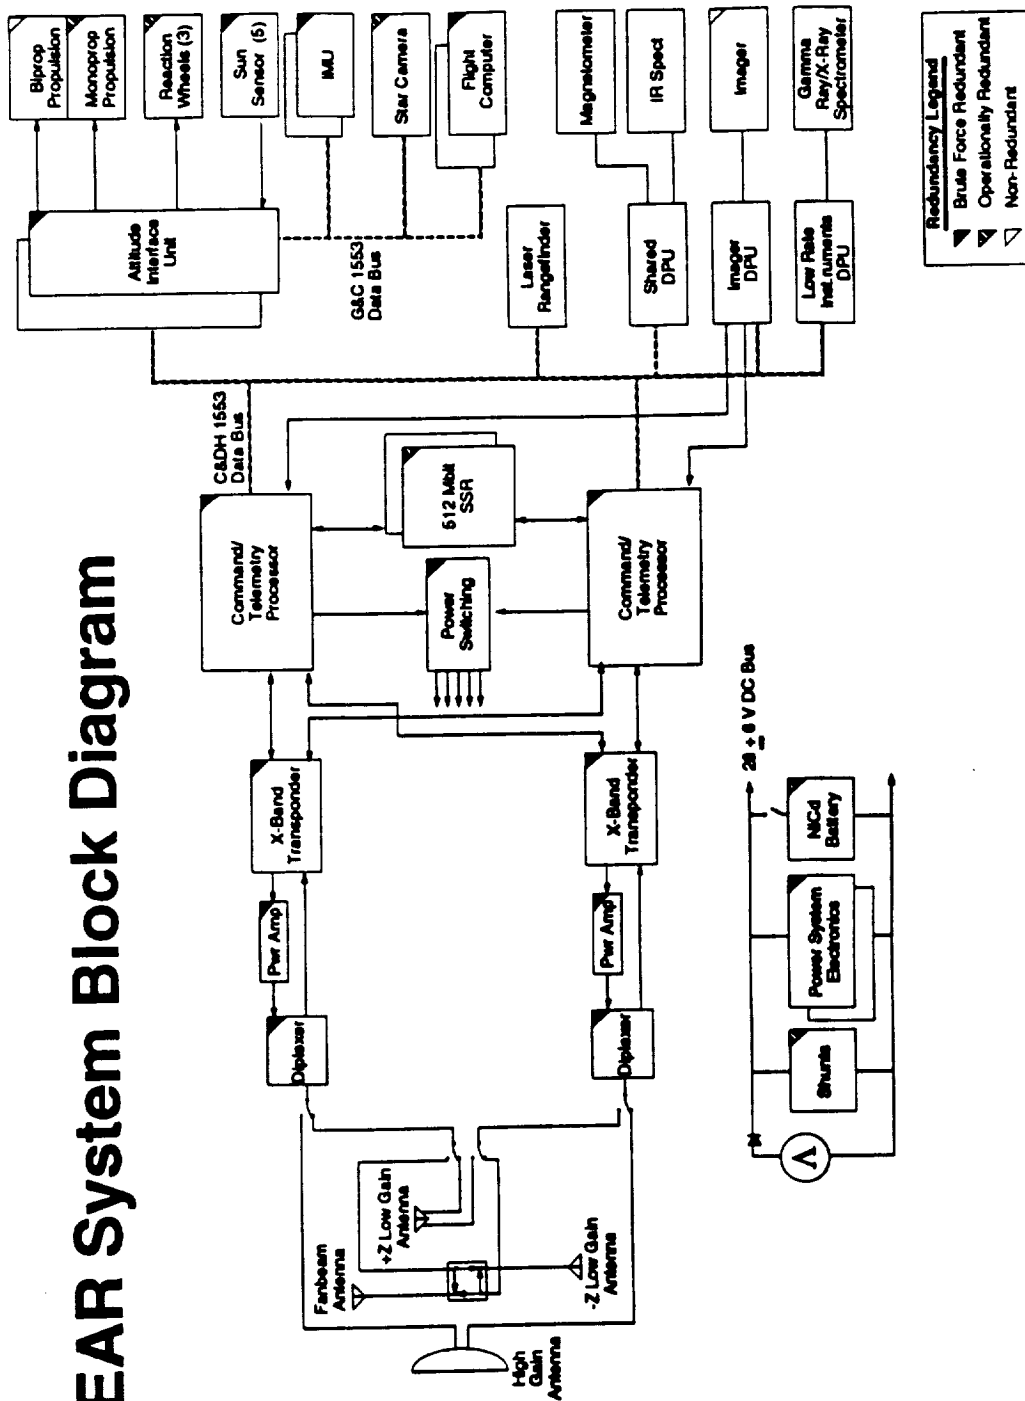 EAR System Block Diagram
Biprop
Propulsion
Monoprop
Propulsion
Reaction
Wheels (3)
Sun
Sensor (5)
IMU
Star Camera
Flight
Computer
Magnetometer
IR Spect
Imager
Gamma
Ray/X-Ray
Spectrometer
Attitude
Interface
Unit
G&C 1553
Data Bus
Laser
Rangefinder
Shared
DPU
Imager
DPU
Low Rate
Instruments
DPU
C&DH 1553
Data Bus
Command/
Telemetry
Processor
512 Mbit
SSR
Power
Switching
Command/
Telemetry
Processor
X-Band
Transponder
X-Band
Transponder
Pwr Amp
Pwr Amp
Diplexer
Diplexer
Fanbeam
Antenna
+Z Low Gain
Antenna
-Z Low Gain
Antenna
High
Gain
Antenna
28 ± 6 V DC Bus
V
Shunts
Power System
Electronics
NiCd
Battery
Redundancy Legend
Brute Force Redundant
Operationally Redundant
Non-Redundant